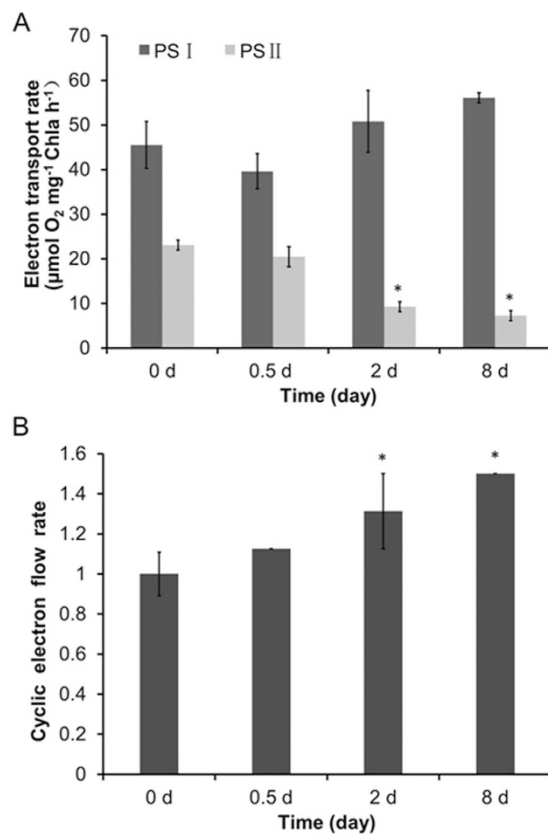 A
PS Ⅰ PS Ⅱ
Electron transport rate
(μmol O2 mg-1 Chla h-1)
70
60
50
40
30
20
10
0
* *
0 d 0.5 d 2 d 8 d
Time (day)
B
Cyclic electron flow rate
1.6
1.4
1.2
1
0.8
0.6
0.4
0.2
0
* *
0 d 0.5 d 2 d 8 d
Time (day)